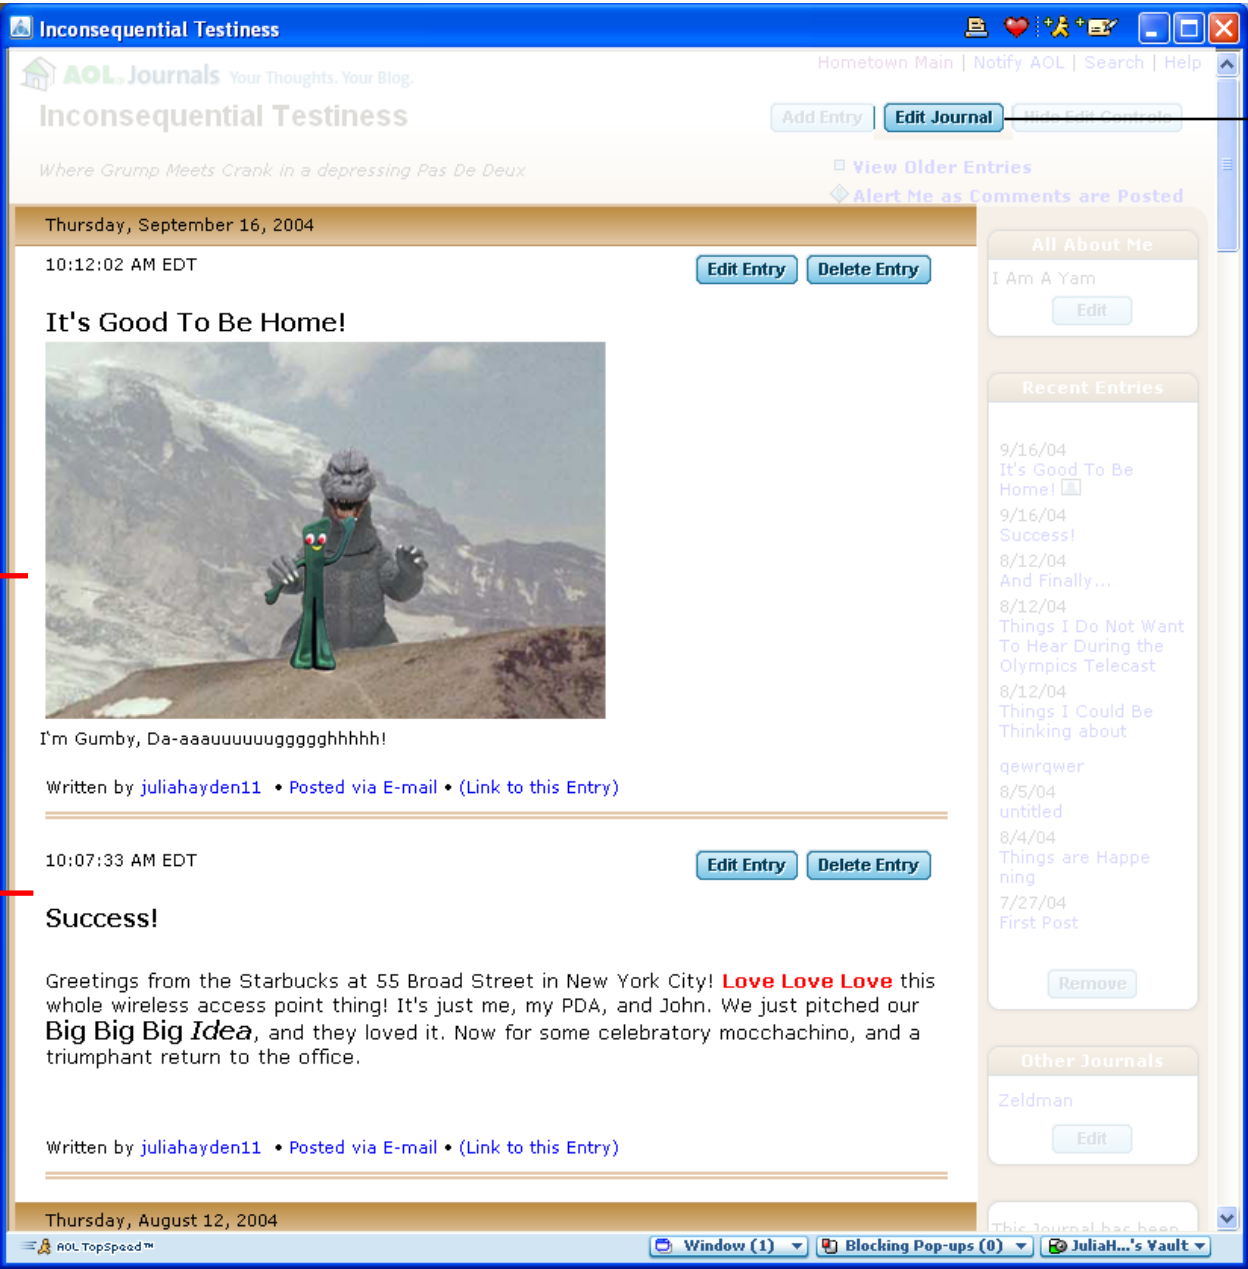 Inconsequential Testiness
Hometown Main | Notify AOL | Search | Help
AOL Journals Your Thoughts. Your Blog.
Inconsequential Testiness
Add Entry | Edit Journal Hide Edit Controls
Where Grump Meets Crank in a depressing Pas De Deux
View Older Entries
Alert Me as Comments are Posted
Thursday, September 16, 2004
10:12:02 AM EDT
Edit Entry Delete Entry
It's Good To Be Home!
I'm Gumby, Da-aaauuuuuuggggghhhhh!
Written by juliahayden11 • Posted via E-mail • (Link to this Entry)
10:07:33 AM EDT
Edit Entry Delete Entry
Success!
Greetings from the Starbucks at 55 Broad Street in New York City! Love Love Love this
whole wireless access point thing! It's just me, my PDA, and John. We just pitched our
Big Big Big Idea, and they loved it. Now for some celebratory mocchachino, and a
triumphant return to the office.
Written by juliahayden11 • Posted via E-mail • (Link to this Entry)
Thursday, August 12, 2004
All About Me
I Am A Yam
Edit
Recent Entries
9/16/04
It's Good To Be
Home!
9/16/04
Success!
8/12/04
And Finally...
8/12/04
Things I Do Not Want
To Hear During the
Olympics Telecast
8/12/04
Things I Could Be
Thinking about
qewrqwer
8/5/04
untitled
8/4/04
Things are Happe
ning
7/27/04
First Post
Remove
Other Journals
Zeldman
Edit
This Journal has been
AOL TopSpeed™
Window (1)
Blocking Pop-ups (0)
JuliaH...'s Vault